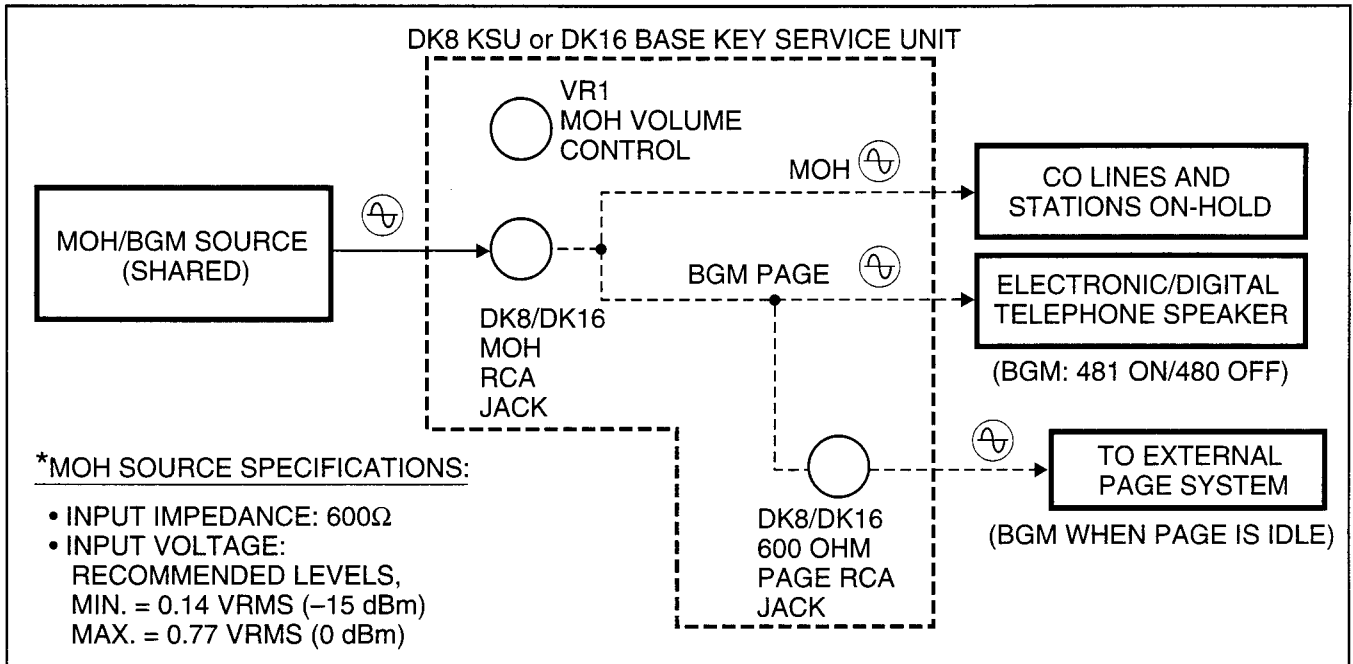 DK8 KSU or DK16 BASE KEY SERVICE UNIT
VR1
MOH VOLUME
CONTROL
MOH
CO LINES AND
STATIONS ON-HOLD
MOH/BGM SOURCE
(SHARED)
BGM PAGE
ELECTRONIC/DIGITAL
TELEPHONE SPEAKER
(BGM: 481 ON/480 OFF)
DK8/DK16
MOH
RCA
JACK
TO EXTERNAL
PAGE SYSTEM
(BGM WHEN PAGE IS IDLE)
DK8/DK16
600 OHM
PAGE RCA
JACK
*MOH SOURCE SPECIFICATIONS:
• INPUT IMPEDANCE: 600Ω
• INPUT VOLTAGE:
RECOMMENDED LEVELS,
MIN. = 0.14 VRMS (–15 dBm)
MAX. = 0.77 VRMS (0 dBm)